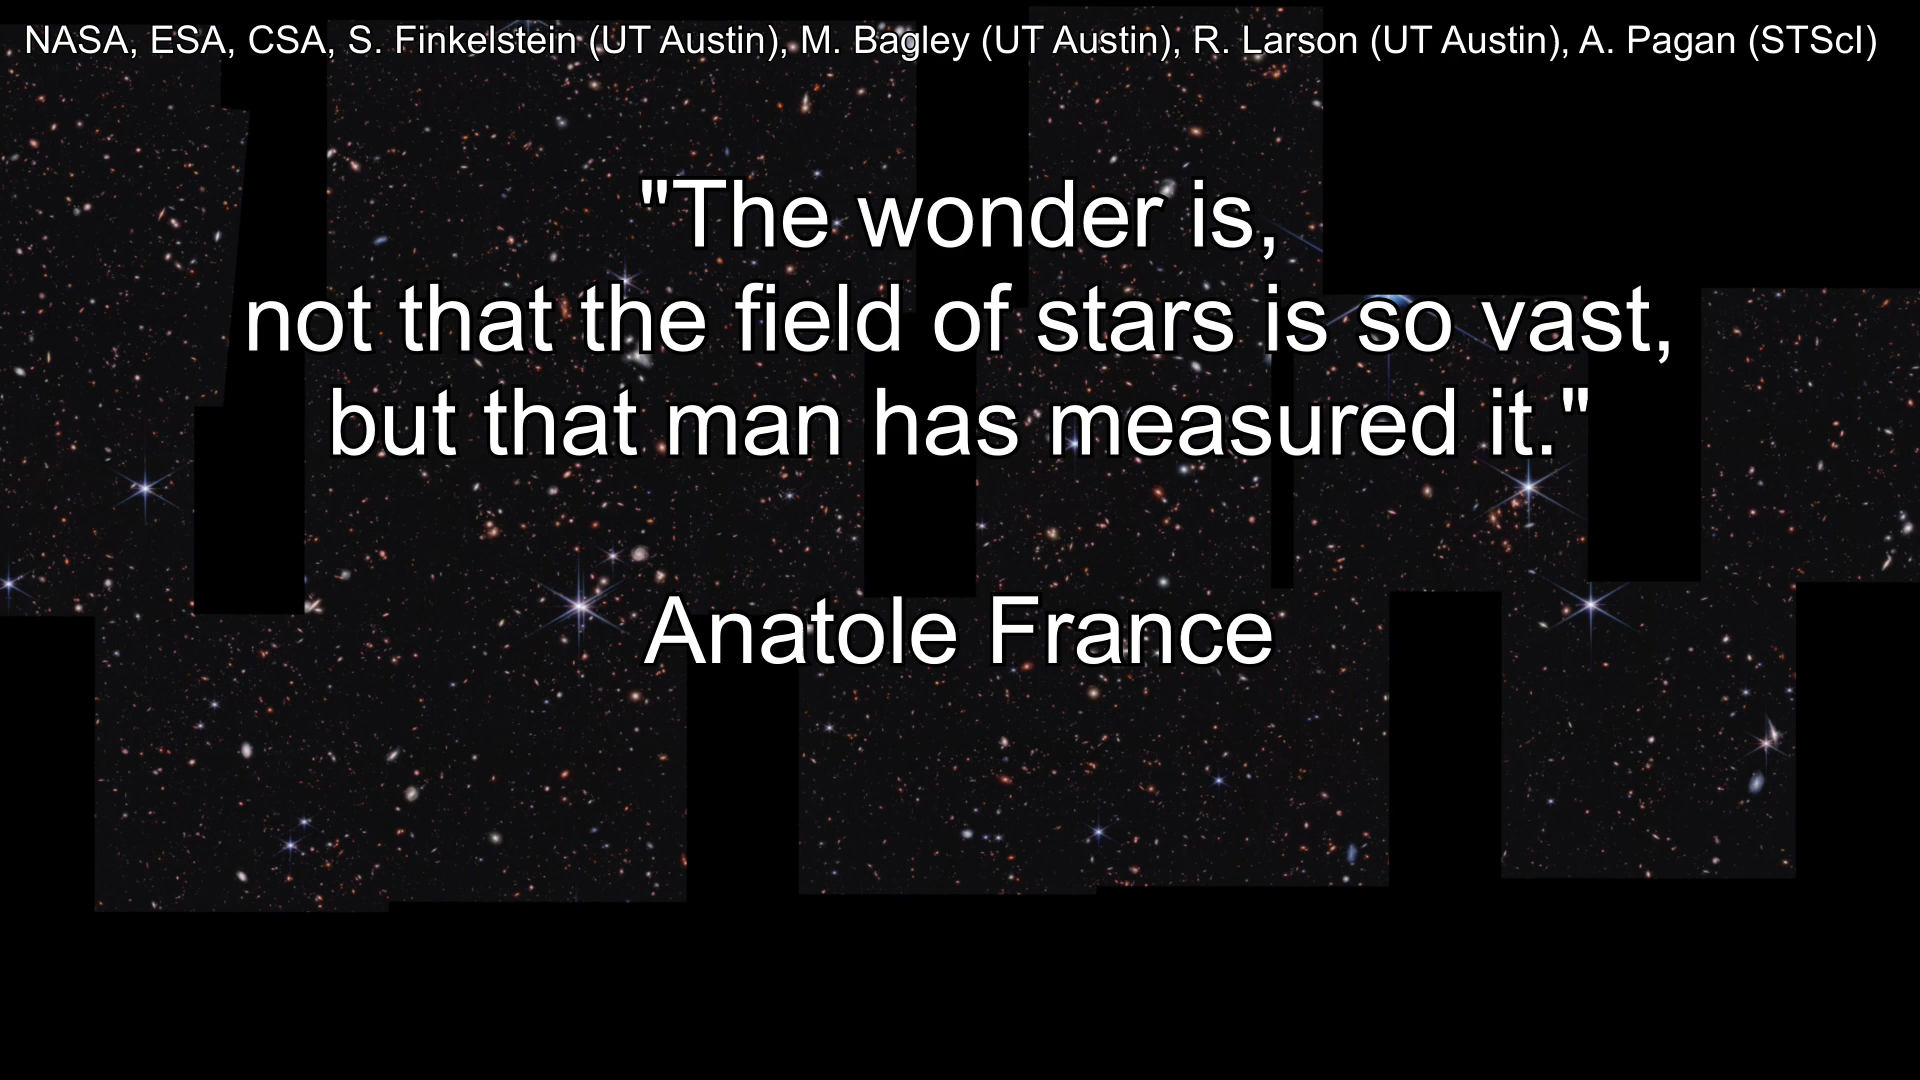 NASA, ESA, CSA, S. Finkelstein (UT Austin), M. Bagley (UT Austin), R. Larson (UT Austin), A. Pagan (STScI)
"The wonder is,
not that the field of stars is so vast,
but that man has measured it."
Anatole France